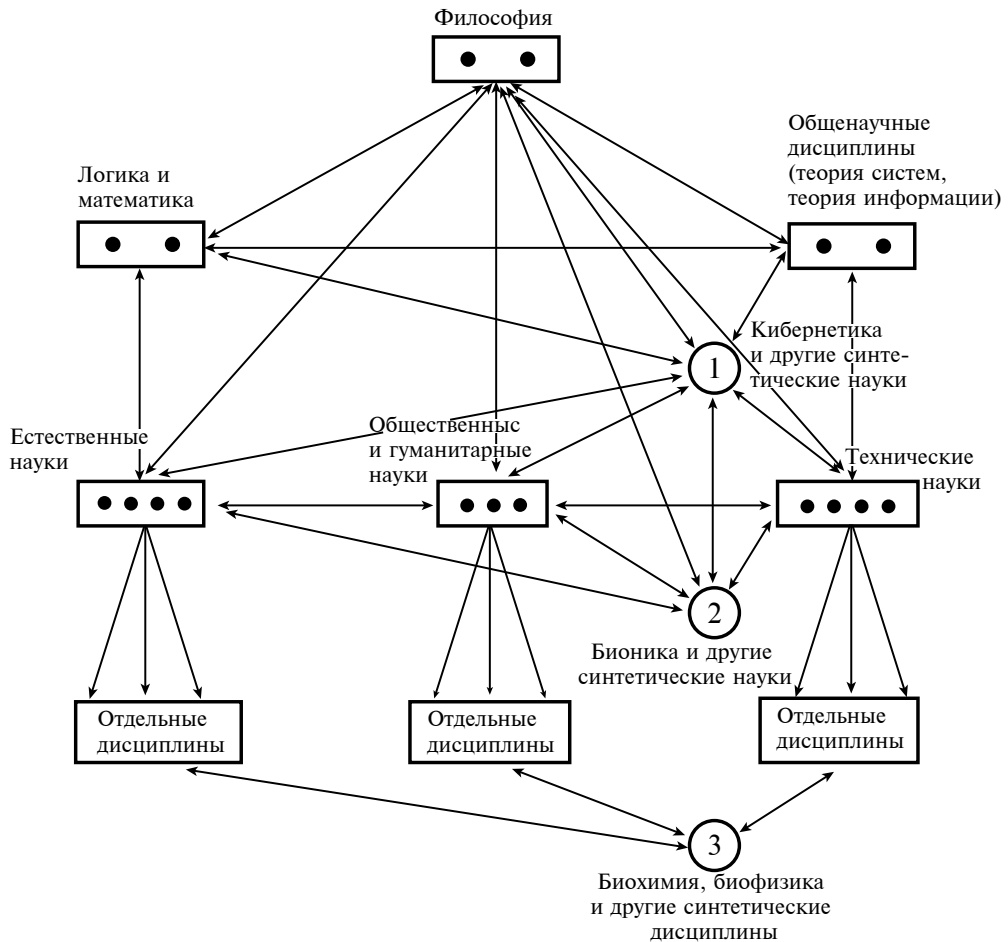 Философия
Общенаучные
дисциплины
(теория систем,
теория информации)
Логика и
математика
Кибернетика
и другие синте-
тические науки
1
Естественные
науки
Общественныс
и гуманитарные
науки
Технические
науки
2
Бионика и другие
синтетические науки
Отдельные
дисциплины
Отдельные
дисциплины
Отдельные
дисциплины
3
Биохимия, биофизика
и другие синтетические
дисциплины